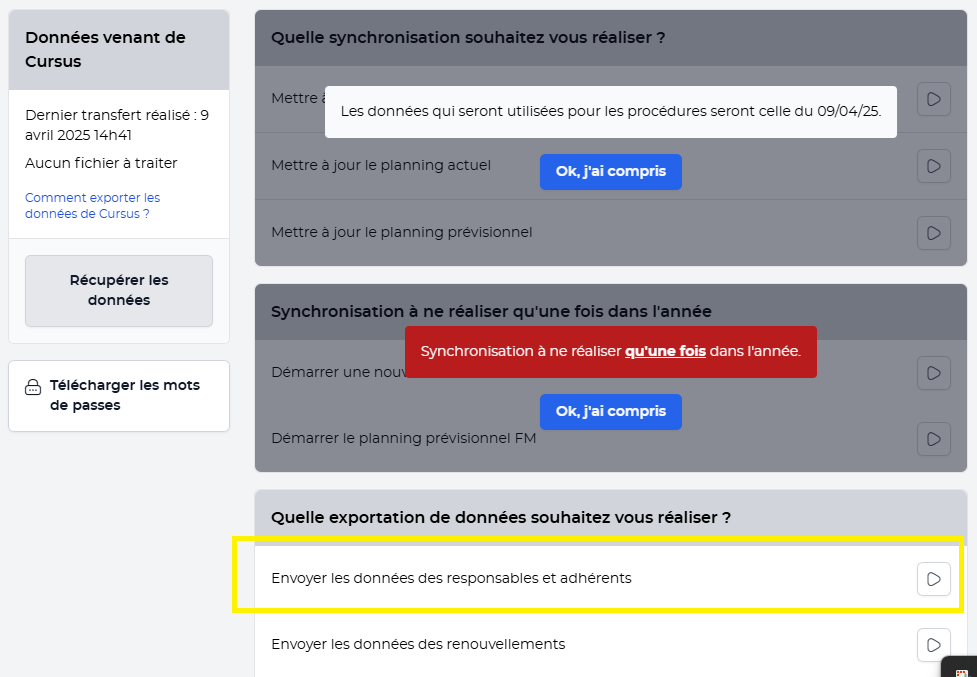 Données venant de
Cursus
Dernier transfert réalisé : 9
avril 2025 14h41
Aucun fichier à traiter
Comment exporter les
données de Cursus ?
Récupérer les
données
Télécharger les mots
de passes
Quelle synchronisation souhaitez vous réaliser ?
Mettre à
Les données qui seront utilisées pour les procédures seront celle du 09/04/25.
Mettre à jour le planning actuel
Ok, j'ai compris
Mettre à jour le planning prévisionnel
Synchronisation à ne réaliser qu'une fois dans l'année
Synchronisation à ne réaliser qu'une fois dans l'année.
Démarrer une
Ok, j'ai compris
Démarrer le planning prévisionnel FM
Quelle exportation de données souhaitez vous réaliser ?
Envoyer les données des responsables et adhérents
Envoyer les données des renouvellements